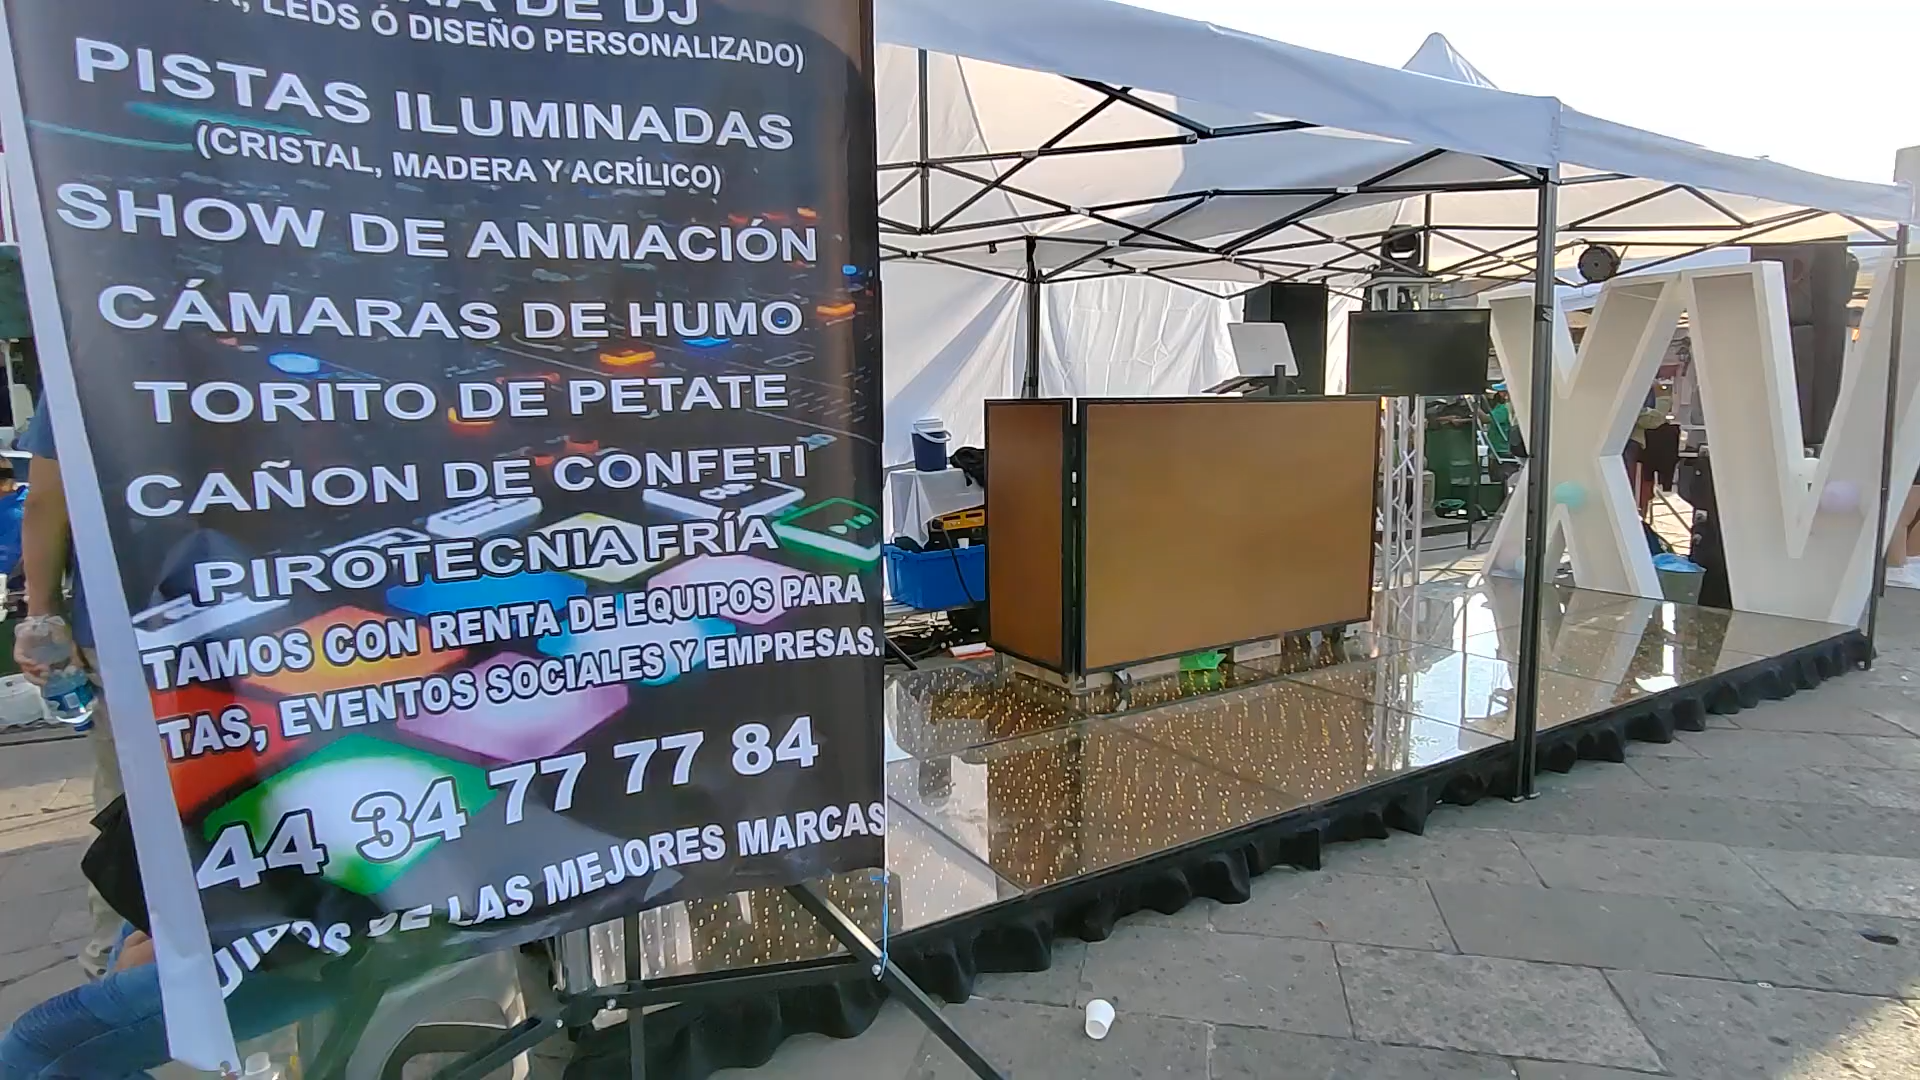 DE DJ
LEDS Ó DISEÑO PERSONALIZADO)
PISTAS ILUMINADAS
(CRISTAL, MADERA Y ACRÍLICO)
SHOW DE ANIMACIÓN
CÁMARAS DE HUMO
TORITO DE PETATE
CAÑON DE CONFETI
PIROTECNIA FRÍA
TAMOS CON RENTA DE EQUIPOS PARA
TAS, EVENTOS SOCIALES Y EMPRESAS.
44 34 77 77 84
DE LAS MEJORES MARCAS
XV